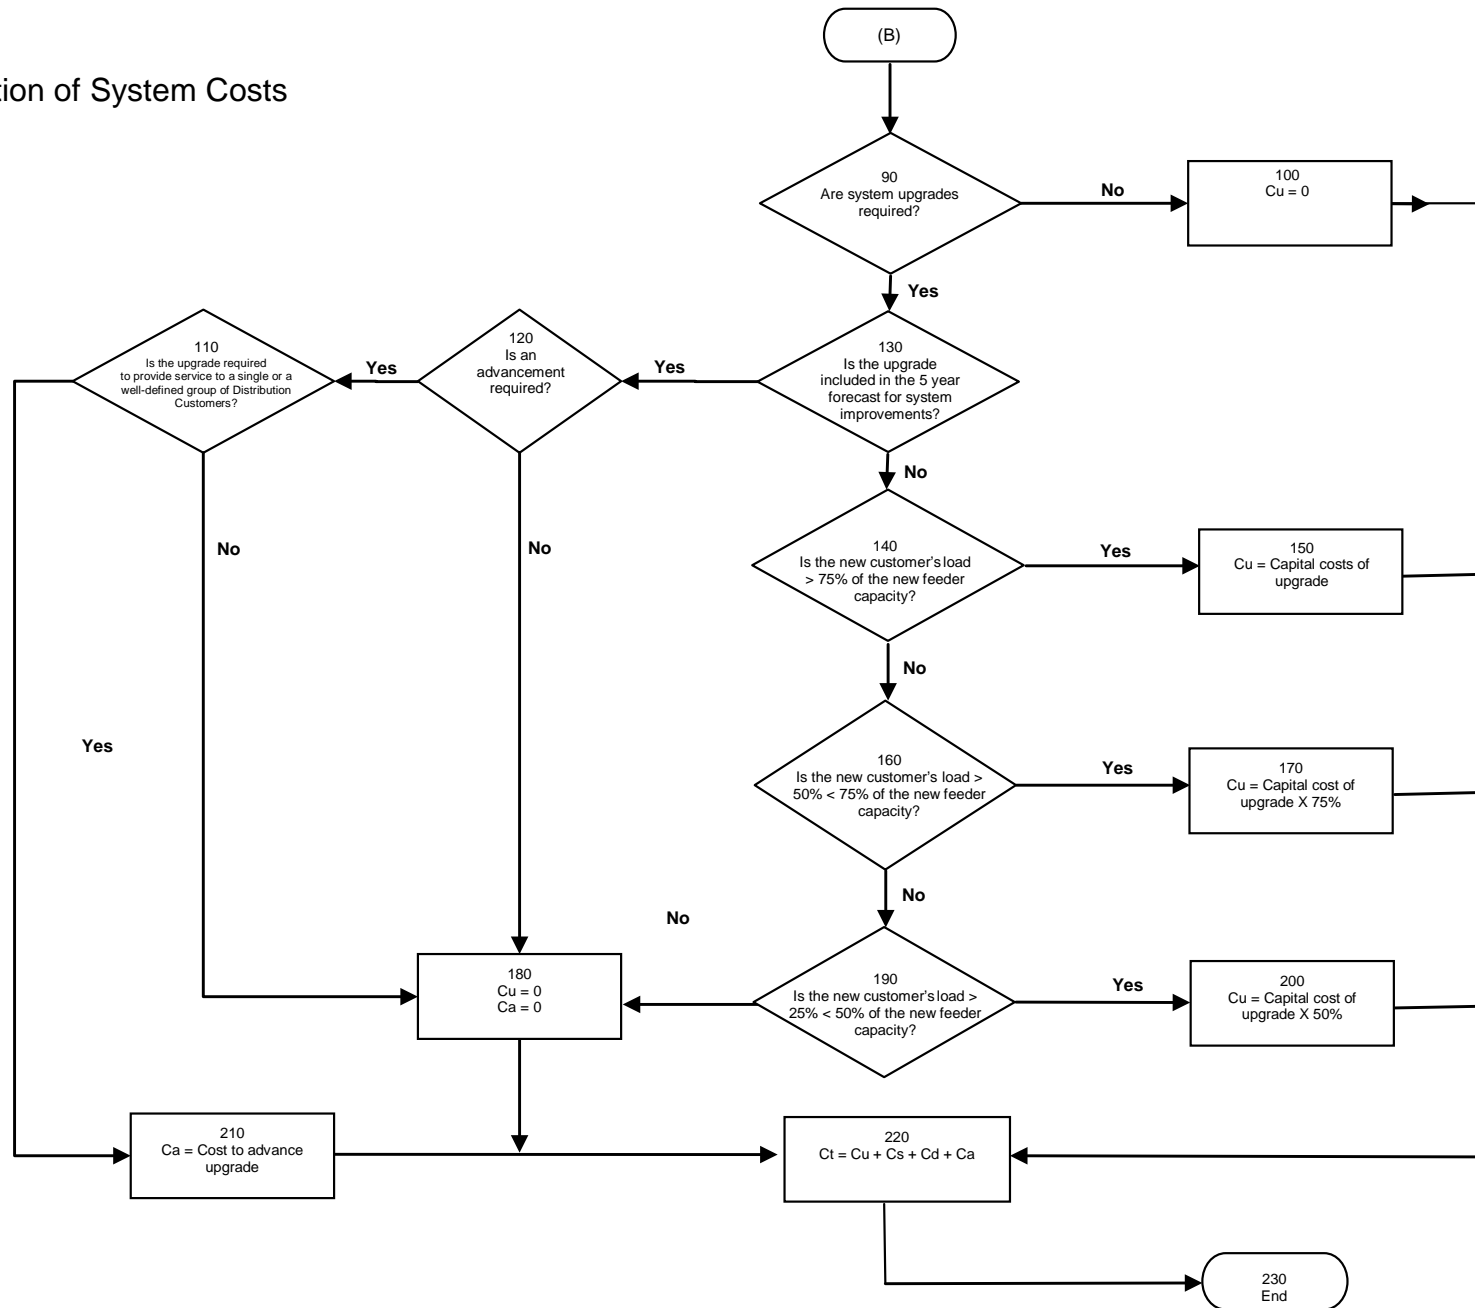 (B)
tion of System Costs
90
Are system upgrades
required?
No
100
Cu = 0
Yes
110
Is the upgrade required
to provide service to a single or a
well-defined group of Distribution
Customers?
Yes
120
Is an
advancement
required?
Yes
130
Is the upgrade
included in the 5 year
forecast for system
improvements?
No
No
No
140
Is the new customer's load
> 75% of the new feeder
capacity?
Yes
150
Cu = Capital costs of
upgrade
No
Yes
160
Is the new customer's load >
50% < 75% of the new feeder
capacity?
Yes
170
Cu = Capital cost of
upgrade X 75%
No
No
180
Cu = 0
Ca = 0
190
Is the new customer's load >
25% < 50% of the new feeder
capacity?
Yes
200
Cu = Capital cost of
upgrade X 50%
210
Ca = Cost to advance
upgrade
220
Ct = Cu + Cs + Cd + Ca
230
End